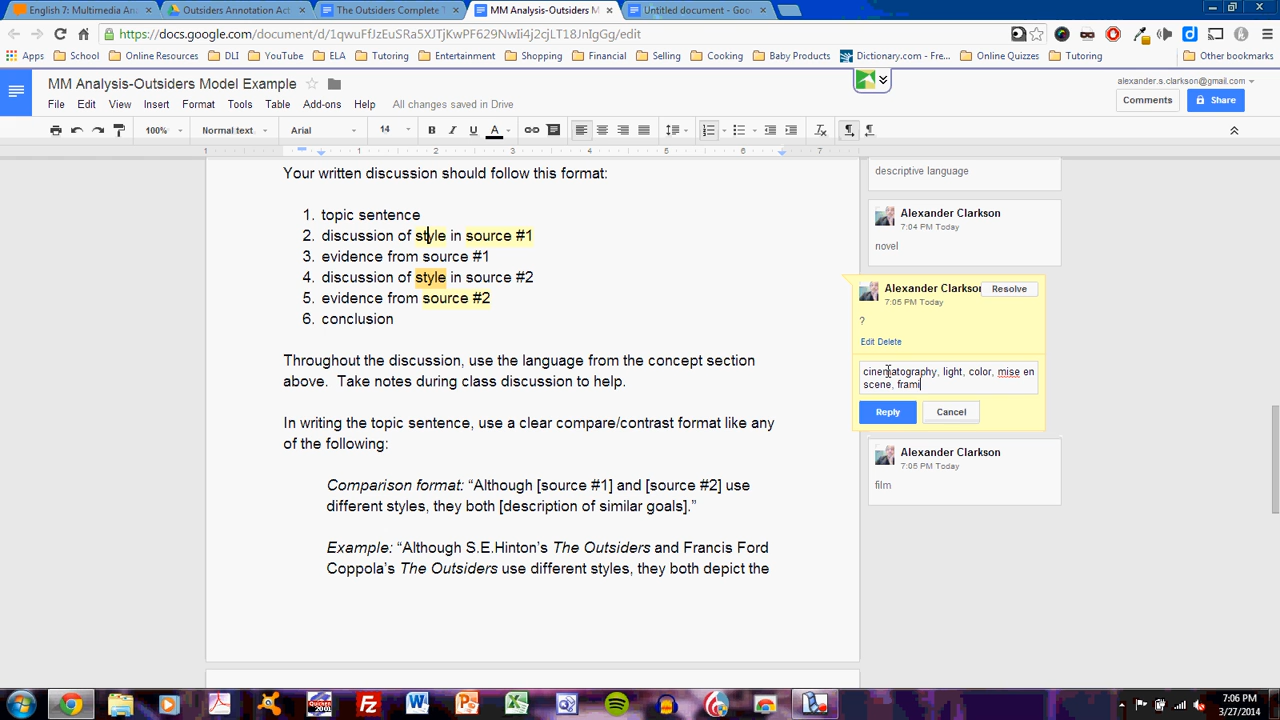 English 7: Multimedia An
Outsiders Annotation Act
The Outsiders Complete T
MM Analysis-Outsiders M
Untitled document - Goo
Apps
School
Online Resources
DLI
YouTube
ELA
Tutoring
Entertainment
Shopping
Financial
Selling
Cooking
Baby Products
Dictionary.com - Fre...
Online Quizzes
Tutoring
Other bookmarks
MM Analysis-Outsiders Model Example
alexander.s.clarkson@gmail.com
File Edit View Insert Format Tools Table Add-ons Help All changes saved in Drive
Comments
Share
100% Normal text Arial 14 B I U A
1 1 2 3 4 5 6 7
Your written discussion should follow this format:
1. topic sentence
2. discussion of style in source #1
3. evidence from source #1
4. discussion of style in source #2
5. evidence from source #2
6. conclusion
Throughout the discussion, use the language from the concept section
above. Take notes during class discussion to help.
In writing the topic sentence, use a clear compare/contrast format like any
of the following:
Comparison format: “Although [source #1] and [source #2] use
different styles, they both [description of similar goals].”
Example: “Although S.E.Hinton’s The Outsiders and Francis Ford
Coppola’s The Outsiders use different styles, they both depict the
descriptive language
Alexander Clarkson
7:04 PM Today
novel
Alexander Clarkson
Resolve
7:05 PM Today
?
Edit Delete
cinematography, light, color, mise en
scene, frami
Reply
Cancel
Alexander Clarkson
7:05 PM Today
film
7:06 PM
3/27/2014